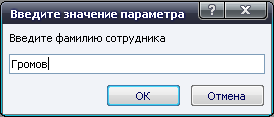 Введите значение параметра
Введите фамилию сотрудника
Громов
ОК
Отмена